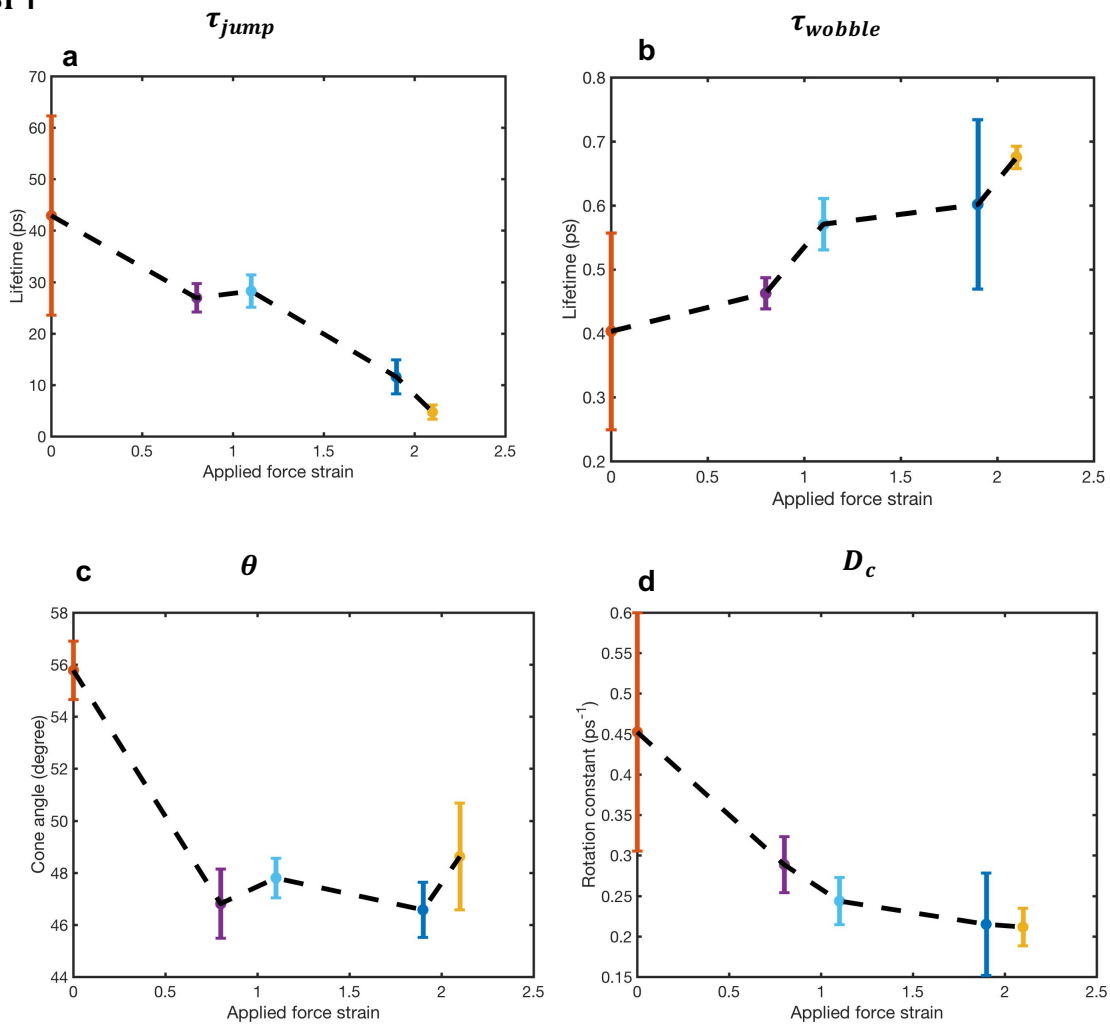 τ_jump
a
70
60
50
40
30
20
10
0
Lifetime (ps)
0 0.5 1 1.5 2 2.5
Applied force strain
τ_wobble
b
0.8
0.7
0.6
0.5
0.4
0.3
0.2
Lifetime (ps)
0 0.5 1 1.5 2 2.5
Applied force strain
θ
c
58
56
54
52
50
48
46
44
Cone angle (degree)
0 0.5 1 1.5 2 2.5
Applied force strain
D_c
d
0.6
0.55
0.5
0.45
0.4
0.35
0.3
0.25
0.2
0.15
Rotation constant (ps⁻¹)
0 0.5 1 1.5 2 2.5
Applied force strain